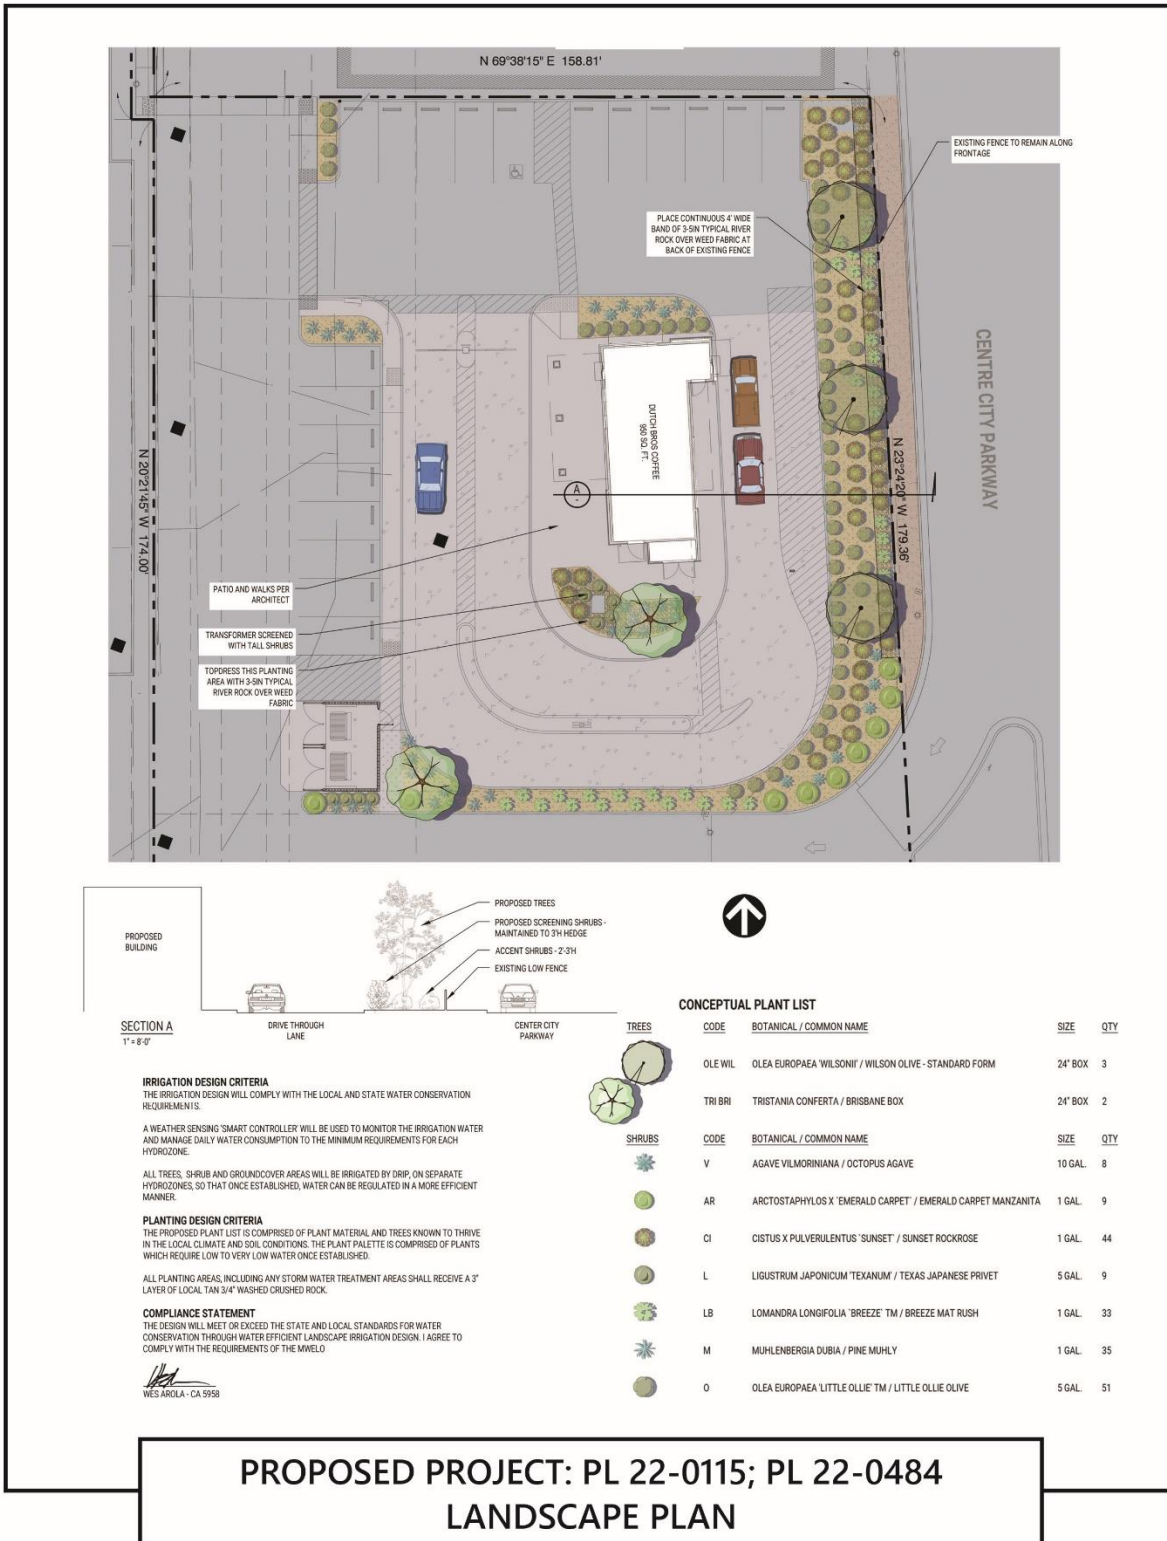 N 69°38'15" E 158.81'
EXISTING FENCE TO REMAIN ALONG
FRONTAGE
PLACE CONTINUOUS 4' WIDE
BAND OF 3-5IN TYPICAL RIVER
ROCK OVER WEED FABRIC AT
BACK OF EXISTING FENCE
CENTRE CITY PARKWAY
DUTCH BROS COFFEE
950 SQ. FT.
A
N 23°24'20" W 179.36'
N 20°21'45" W 174.00'
PATIO AND WALKS PER
ARCHITECT
TRANSFORMER SCREENED
WITH TALL SHRUBS
TOPDRESS THIS PLANTING
AREA WITH 3-5IN TYPICAL
RIVER ROCK OVER WEED
FABRIC
PROPOSED
BUILDING
PROPOSED TREES
PROPOSED SCREENING SHRUBS -
MAINTAINED TO 3'H HEDGE
ACCENT SHRUBS - 2'-3'H
EXISTING LOW FENCE
SECTION A
1" = 8'-0"
DRIVE THROUGH
LANE
CENTER CITY
PARKWAY
IRRIGATION DESIGN CRITERIA
THE IRRIGATION DESIGN WILL COMPLY WITH THE LOCAL AND STATE WATER CONSERVATION
REQUIREMENTS.
A WEATHER SENSING 'SMART CONTROLLER' WILL BE USED TO MONITOR THE IRRIGATION WATER
AND MANAGE DAILY WATER CONSUMPTION TO THE MINIMUM REQUIREMENTS FOR EACH
HYDROZONE.
ALL TREES, SHRUB AND GROUNDCOVER AREAS WILL BE IRRIGATED BY DRIP, ON SEPARATE
HYDROZONES, SO THAT ONCE ESTABLISHED, WATER CAN BE REGULATED IN A MORE EFFICIENT
MANNER.
PLANTING DESIGN CRITERIA
THE PROPOSED PLANT LIST IS COMPRISED OF PLANT MATERIAL AND TREES KNOWN TO THRIVE
IN THE LOCAL CLIMATE AND SOIL CONDITIONS. THE PLANT PALETTE IS COMPRISED OF PLANTS
WHICH REQUIRE LOW TO VERY LOW WATER ONCE ESTABLISHED.
ALL PLANTING AREAS, INCLUDING ANY STORM WATER TREATMENT AREAS SHALL RECEIVE A 3"
LAYER OF LOCAL TAN 3/4" WASHED CRUSHED ROCK.
COMPLIANCE STATEMENT
THE DESIGN WILL MEET OR EXCEED THE STATE AND LOCAL STANDARDS FOR WATER
CONSERVATION THROUGH WATER EFFICIENT LANDSCAPE IRRIGATION DESIGN. I AGREE TO
COMPLY WITH THE REQUIREMENTS OF THE MWELO
WES AROLA - CA 5958
CONCEPTUAL PLANT LIST
TREES CODE BOTANICAL / COMMON NAME SIZE QTY
OLE WIL OLEA EUROPAEA 'WILSONII' / WILSON OLIVE - STANDARD FORM 24" BOX 3
TRI BRI TRISTANIA CONFERTA / BRISBANE BOX 24" BOX 2
SHRUBS CODE BOTANICAL / COMMON NAME SIZE QTY
V AGAVE VILMORINIANA / OCTOPUS AGAVE 10 GAL. 8
AR ARCTOSTAPHYLOS X `EMERALD CARPET` / EMERALD CARPET MANZANITA 1 GAL. 9
CI CISTUS X PULVERULENTUS `SUNSET` / SUNSET ROCKROSE 1 GAL. 44
L LIGUSTRUM JAPONICUM 'TEXANUM' / TEXAS JAPANESE PRIVET 5 GAL. 9
LB LOMANDRA LONGIFOLIA `BREEZE` TM / BREEZE MAT RUSH 1 GAL. 33
M MUHLENBERGIA DUBIA / PINE MUHLY 1 GAL. 35
O OLEA EUROPAEA 'LITTLE OLLIE' TM / LITTLE OLLIE OLIVE 5 GAL. 51
PROPOSED PROJECT: PL 22-0115; PL 22-0484
LANDSCAPE PLAN